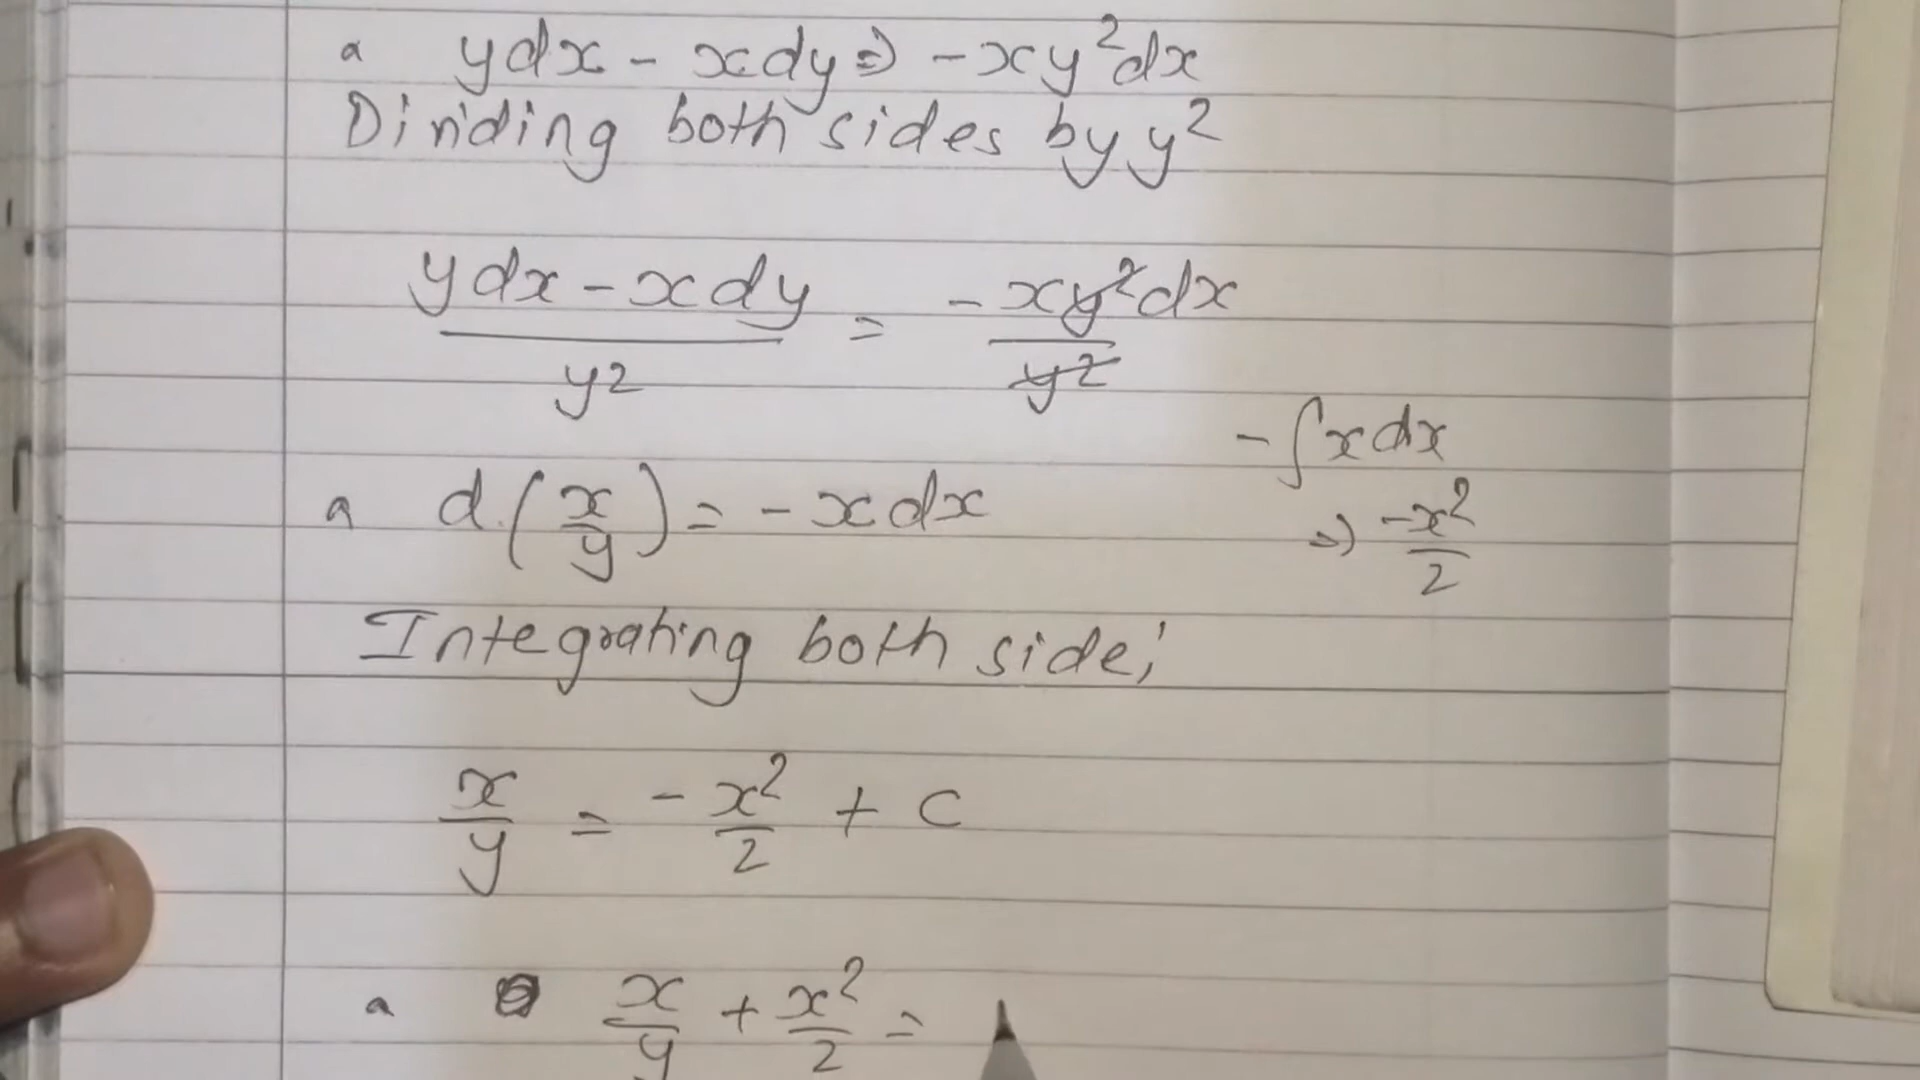 a ydx - xdy ⇒ -xy²dx
Dividing both sides by y²
(ydx - xdy)/y² = -xy²dx/y²
-∫xdx
a d(x/y) = -xdx
⇒ -x²/2
Integrating both side;
x/y = -x²/2 + c
a x/y + x²/2 =